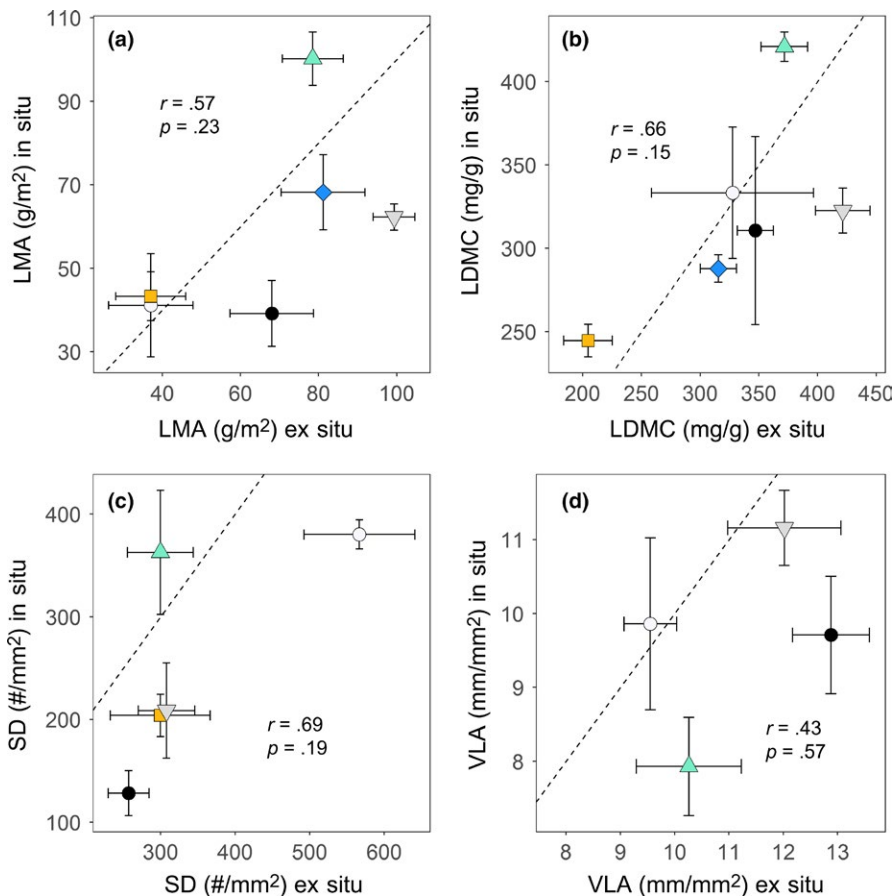 (a)
r = .57
p = .23
110
90
70
50
30
LMA (g/m²) in situ
40
60
80
100
LMA (g/m²) ex situ
(b)
r = .66
p = .15
400
350
300
250
LDMC (mg/g) in situ
200
250
300
350
400
450
LDMC (mg/g) ex situ
(c)
r = .69
p = .19
400
300
200
100
SD (#/mm²) in situ
300
400
500
600
SD (#/mm²) ex situ
(d)
r = .43
p = .57
11
10
9
8
VLA (mm/mm²) in situ
8
9
10
11
12
13
VLA (mm/mm²) ex situ